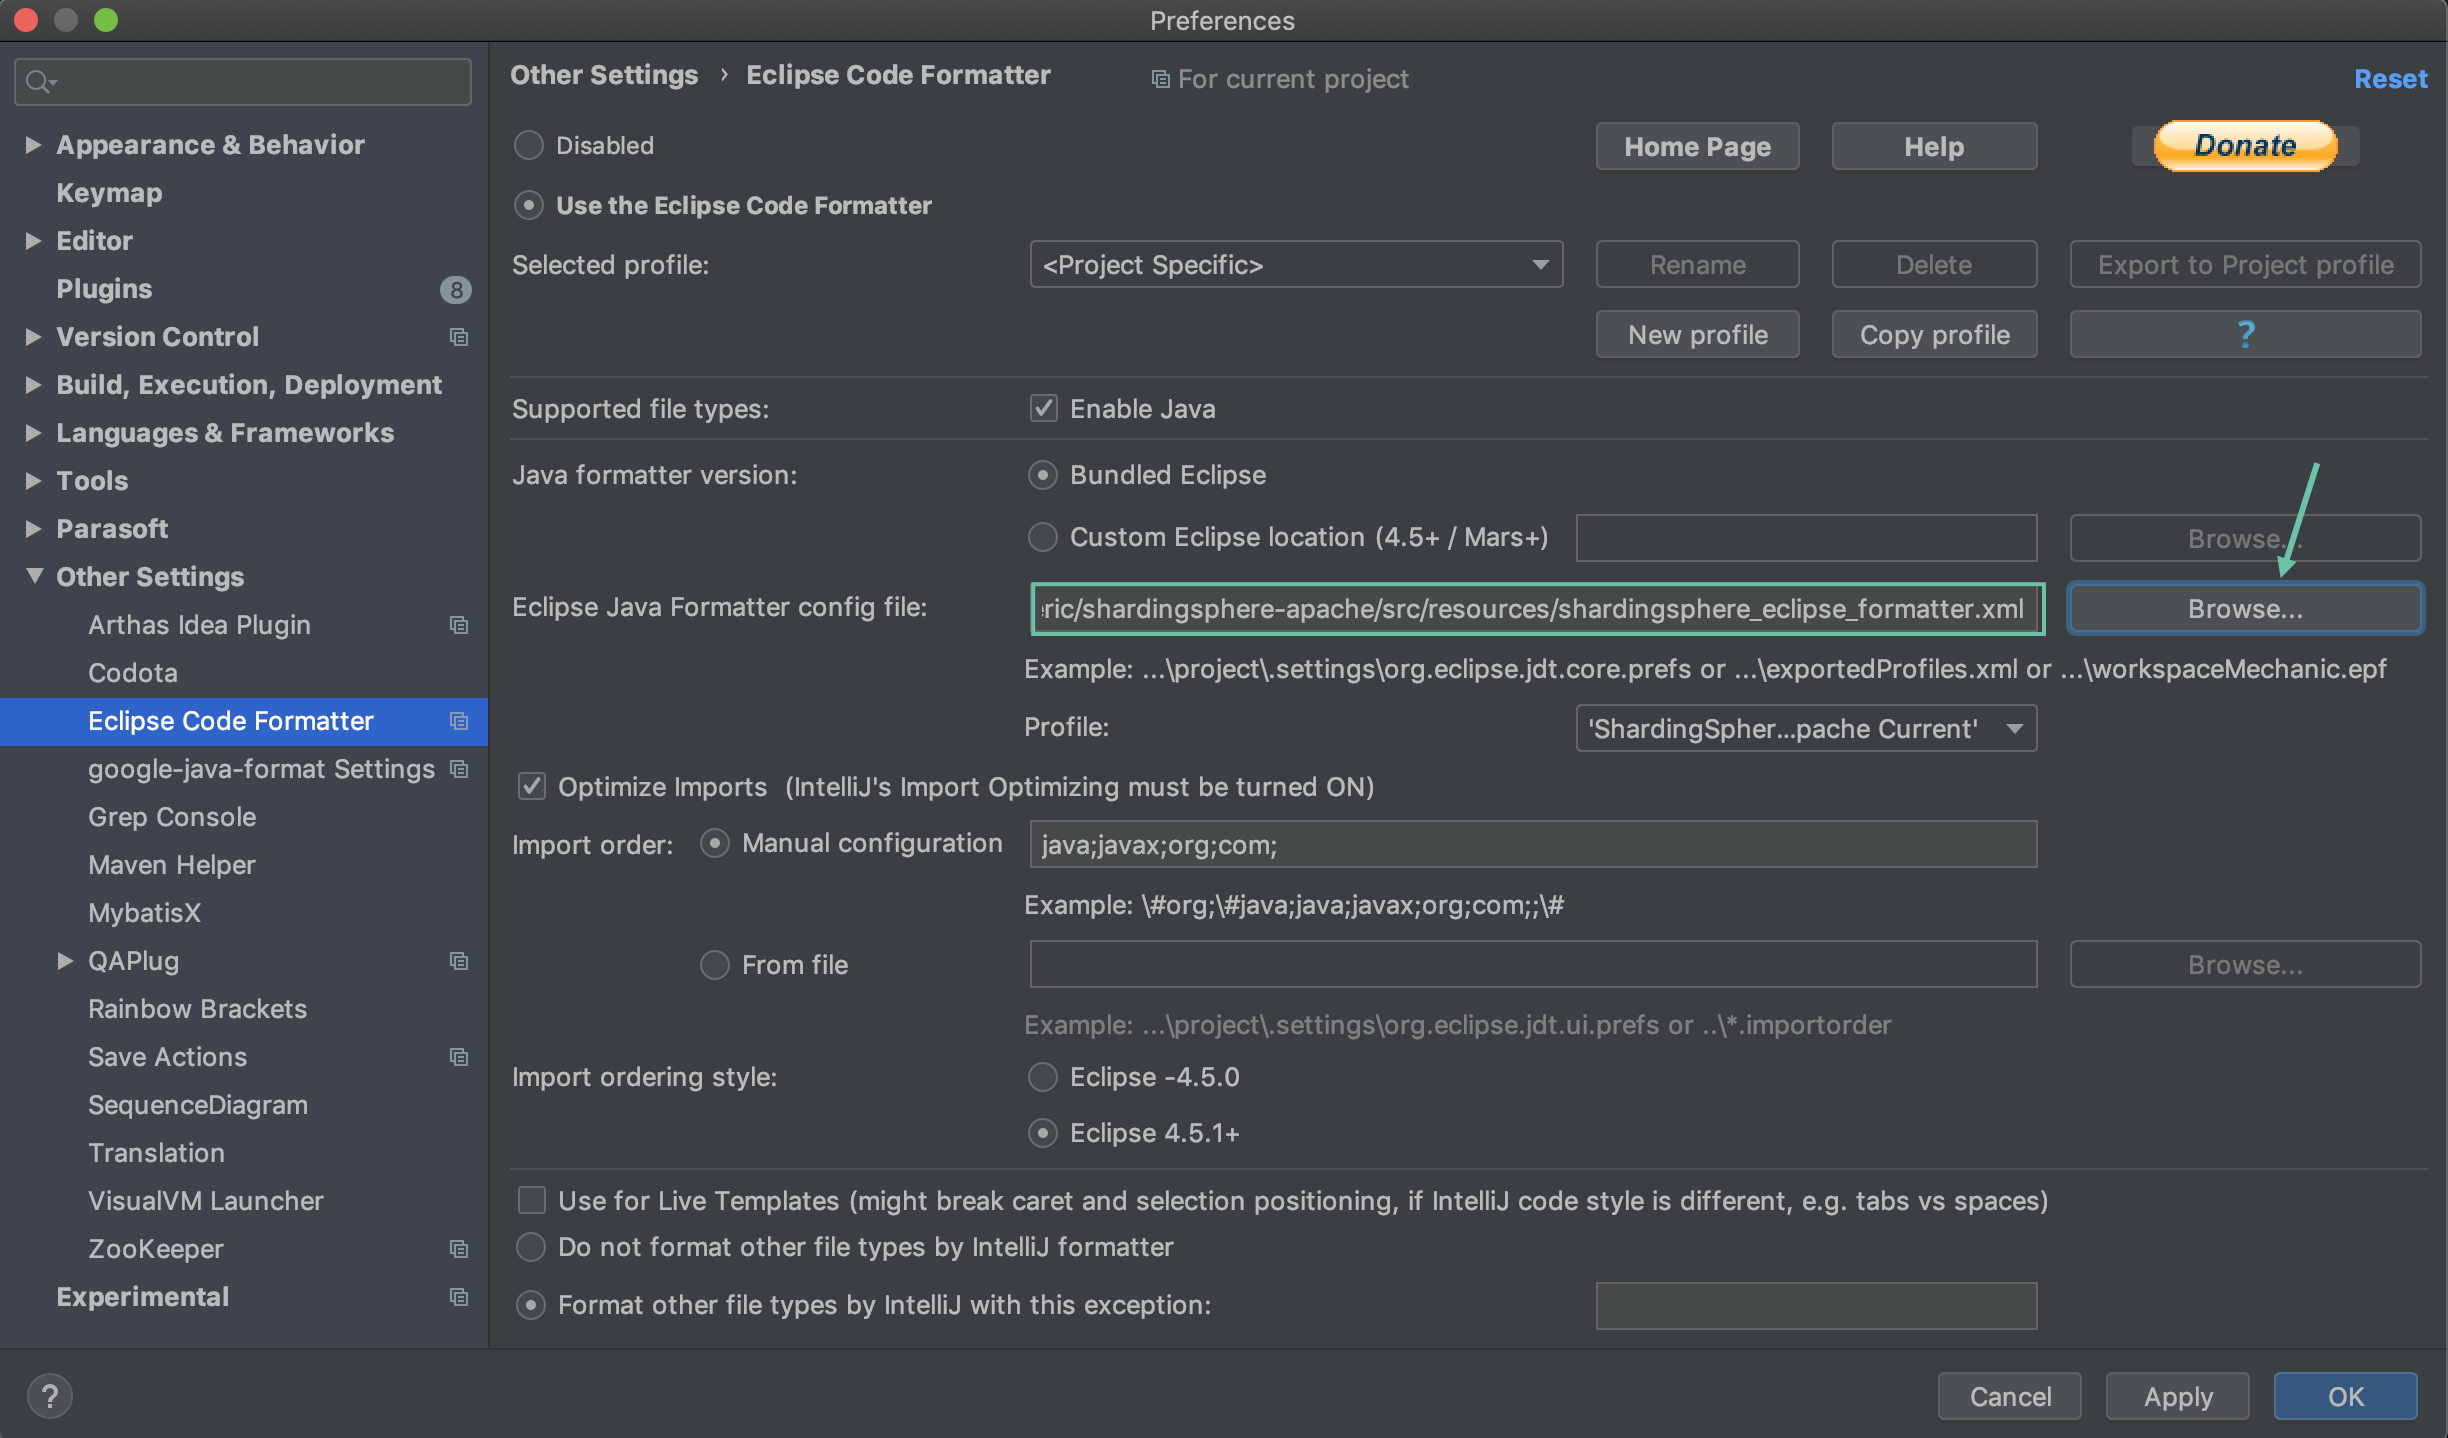 Preferences
Appearance & Behavior
Keymap
Editor
Plugins 8
Version Control
Build, Execution, Deployment
Languages & Frameworks
Tools
Parasoft
Other Settings
Arthas Idea Plugin
Codota
Eclipse Code Formatter
google-java-format Settings
Grep Console
Maven Helper
MybatisX
QAPlug
Rainbow Brackets
Save Actions
SequenceDiagram
Translation
VisualVM Launcher
ZooKeeper
Experimental
?
Other Settings › Eclipse Code Formatter For current project Reset
Disabled Home Page Help Donate
Use the Eclipse Code Formatter
Selected profile: <Project Specific> Rename Delete Export to Project profile
New profile Copy profile ?
Supported file types: Enable Java
Java formatter version: Bundled Eclipse
Custom Eclipse location (4.5+ / Mars+) Browse...
Eclipse Java Formatter config file: ric/shardingsphere-apache/src/resources/shardingsphere_eclipse_formatter.xml Browse...
Example: ...\project\.settings\org.eclipse.jdt.core.prefs or ...\exportedProfiles.xml or ...\workspaceMechanic.epf
Profile: 'ShardingSpher...pache Current'
Optimize Imports (IntelliJ's Import Optimizing must be turned ON)
Import order: Manual configuration java;javax;org;com;
Example: \#org;\#java;java;javax;org;com;;\#
From file Browse...
Example: ...\project\.settings\org.eclipse.jdt.ui.prefs or ..\*.importorder
Import ordering style: Eclipse -4.5.0
Eclipse 4.5.1+
Use for Live Templates (might break caret and selection positioning, if IntelliJ code style is different, e.g. tabs vs spaces)
Do not format other file types by IntelliJ formatter
Format other file types by IntelliJ with this exception:
Cancel Apply OK